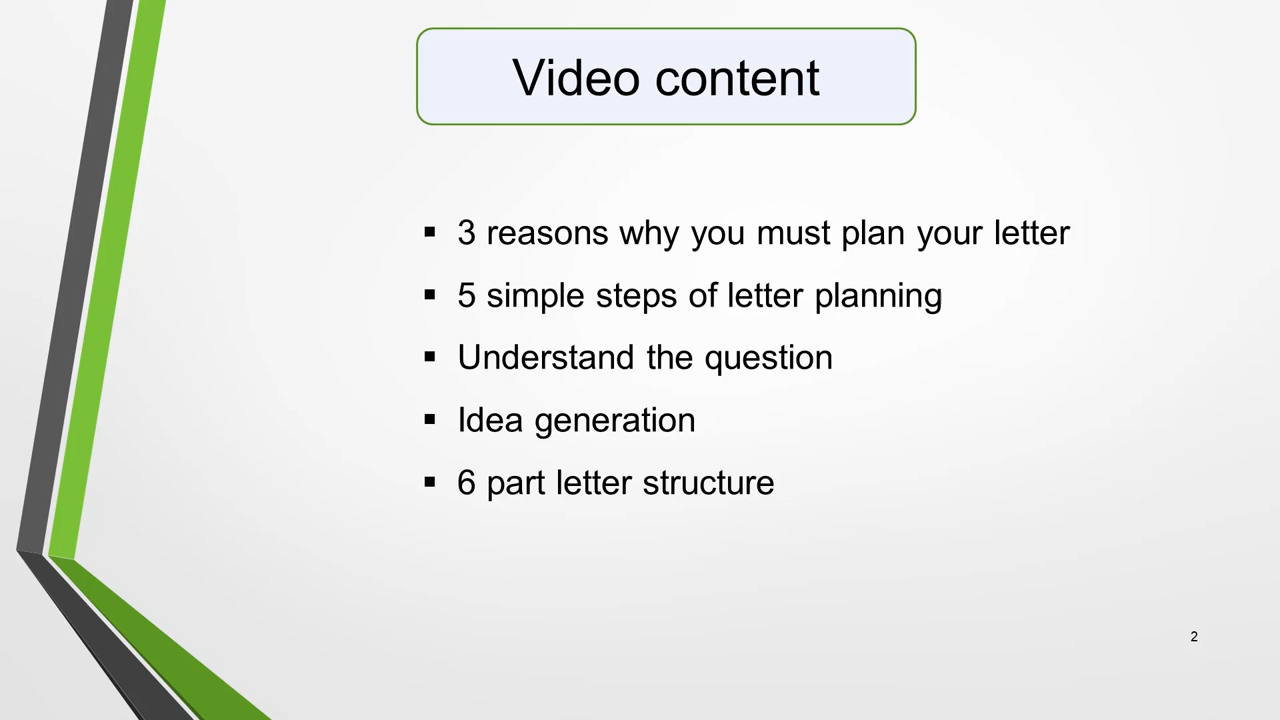 Video content
▪ 3 reasons why you must plan your letter
▪ 5 simple steps of letter planning
▪ Understand the question
▪ Idea generation
▪ 6 part letter structure
2